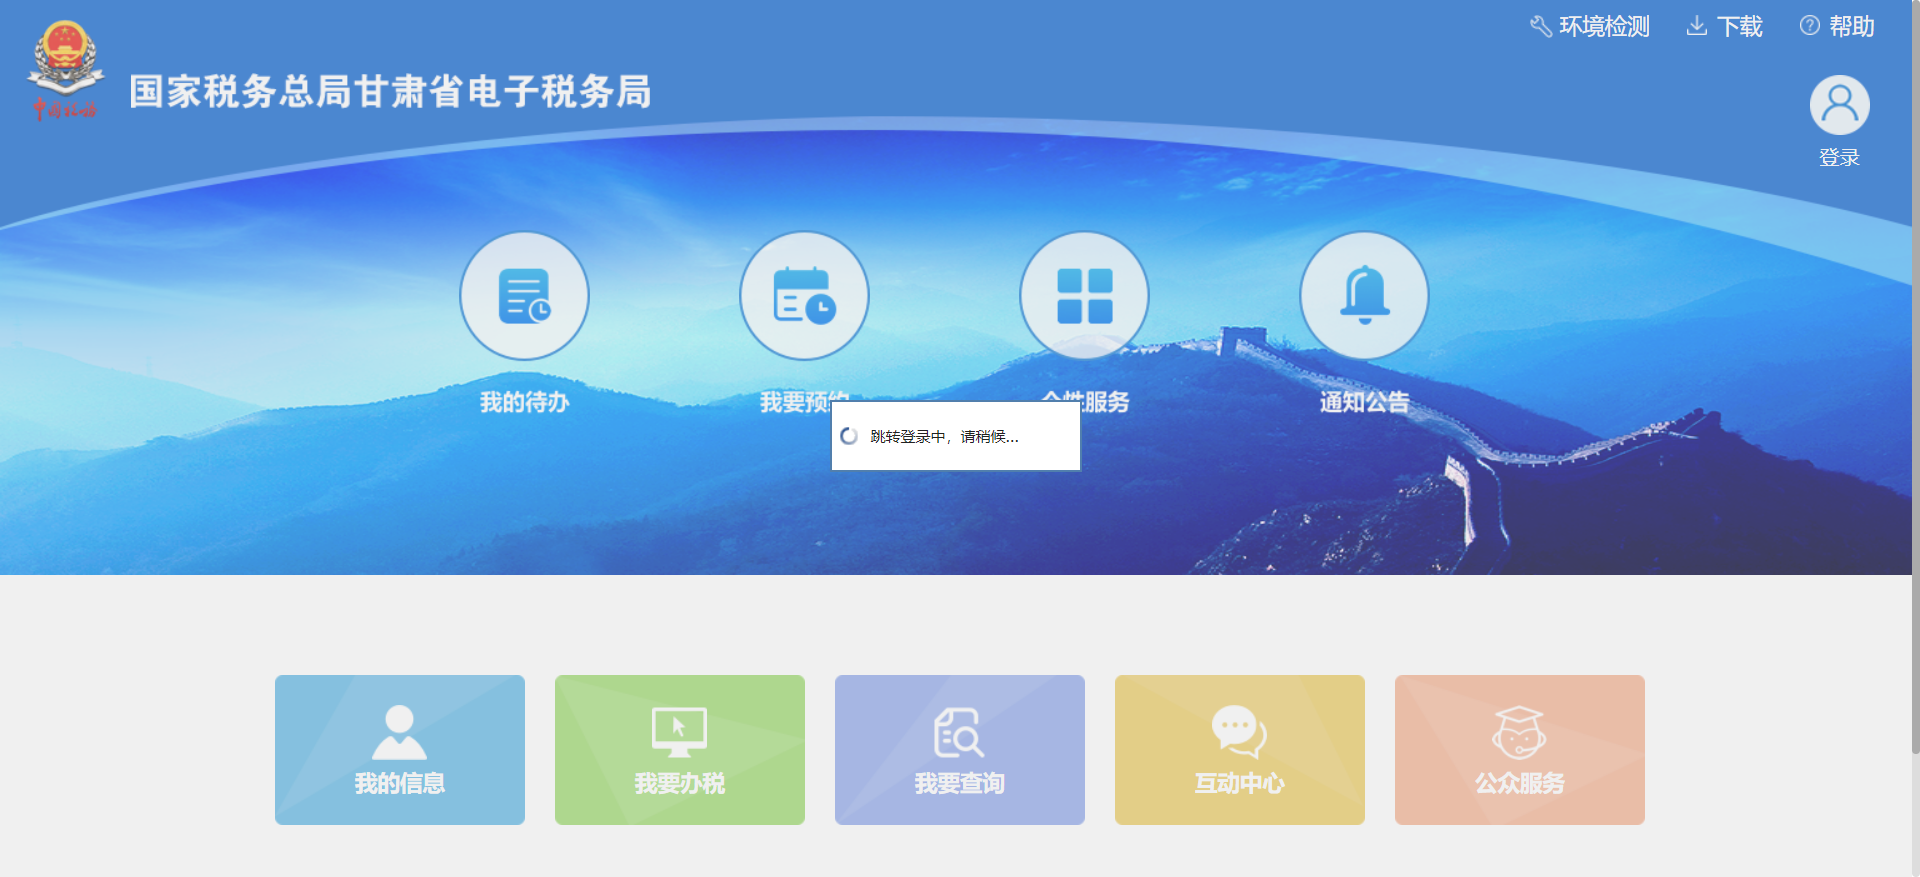 环境检测
下载
帮助
中国税务
国家税务总局甘肃省电子税务局
登录
我的待办
我要预约
个性服务
通知公告
跳转登录中，请稍候...
我的信息
我要办税
我要查询
互动中心
公众服务